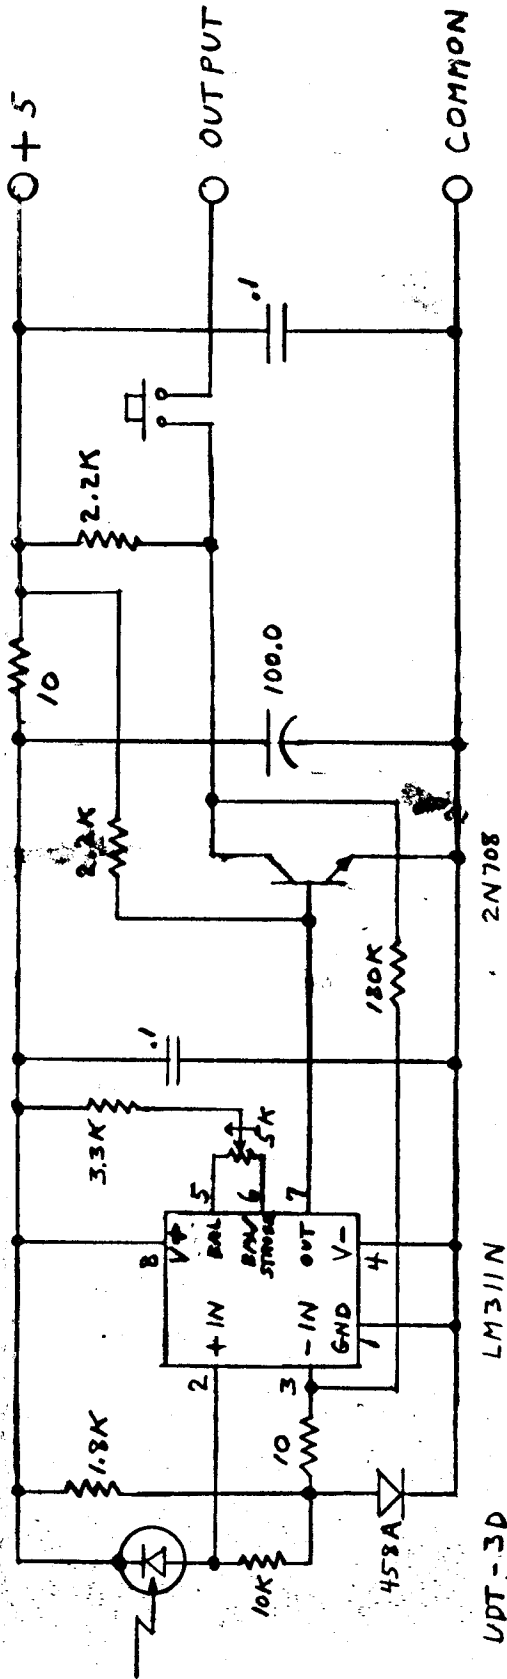 +5
OUTPUT
COMMON
.1
2.2K
10
100.0
2.2K
180K
2N708
.1
3.3K
5K
8 V+
5 BAL
6 BAL/
STROBE
7 OUT
V- 4
GND 1
2 +IN
3 -IN
LM311N
1.8K
10
10K
458A
UDT-3D